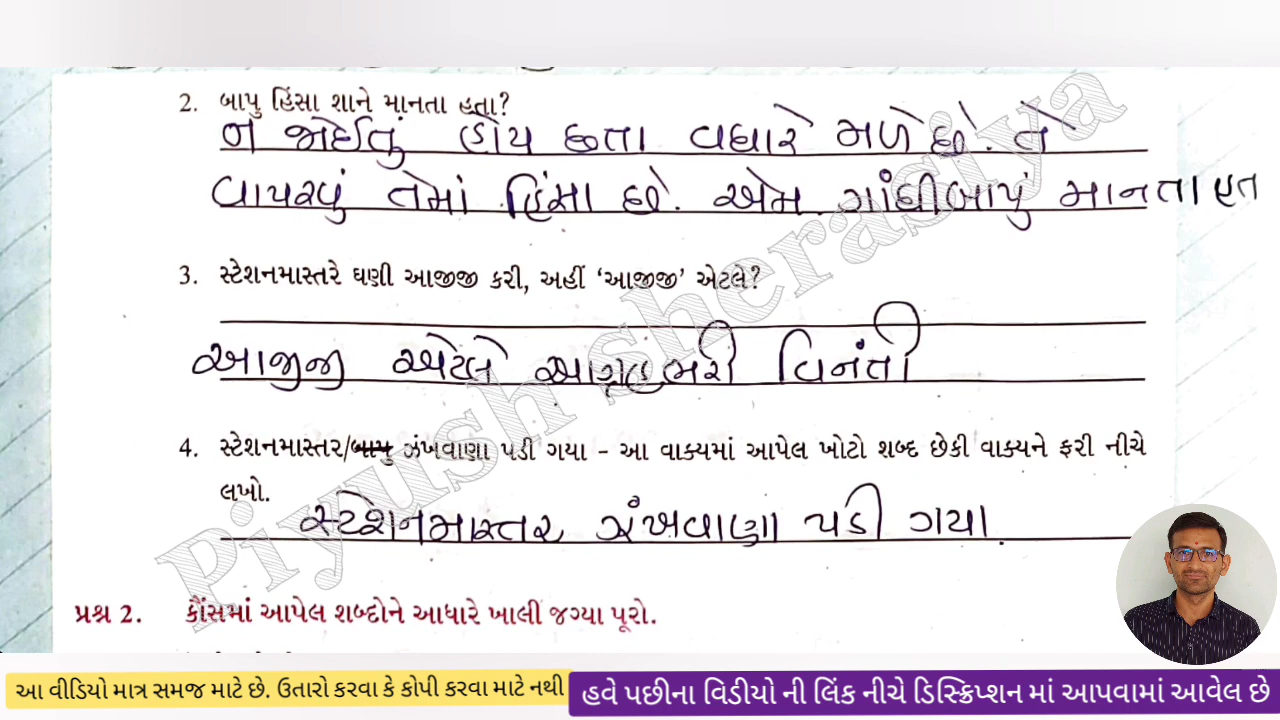 2. બાપુ હિંસા શાને માનતા હતા?
ન જોઈતું હોય છતા વધારે મળે છે. તે
વાપરવું તેમાં હિંસા છે. એમ ગાંધીબાપું માનતા હત
3. સ્ટેશનમાસ્તરે ઘણી આજીજી કરી, અહીં ‘આજીજી’ એટલે?
આજીજી એટલે આગ્રહભરી વિનંતી
4. સ્ટેશનમાસ્તર/બાપુ ઝંખવાણા પડી ગયા - આ વાક્યમાં આપેલ ખોટો શબ્દ છેકી વાક્યને ફરી નીચે
લખો.
સ્ટેશનમાસ્તર ઝંખવાણા પડી ગયા.
પ્રશ્ન 2. કૌંસમાં આપેલ શબ્દોને આધારે ખાલી જગ્યા પૂરો.
Piyush sherasiya
આ વીડિયો માત્ર સમજ માટે છે. ઉતારો કરવા કે કોપી કરવા માટે નથી
હવે પછીના વિડીયો ની લિંક નીચે ડિસ્ક્રિપ્શન માં આપવામાં આવેલ છે